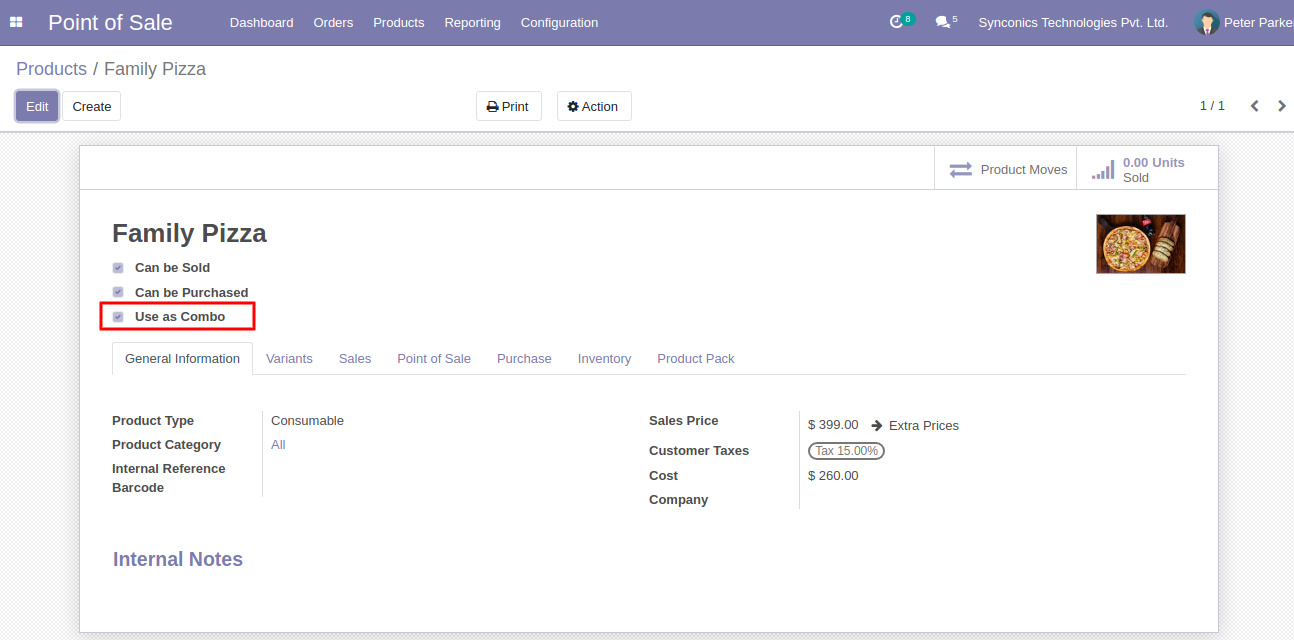 Point of Sale Dashboard Orders Products Reporting Configuration 8 5 Synconics Technologies Pvt. Ltd. Peter Parker
Products / Family Pizza
Edit Create Print Action 1 / 1
Product Moves 0.00 Units
Sold
Family Pizza
Can be Sold
Can be Purchased
Use as Combo
General Information Variants Sales Point of Sale Purchase Inventory Product Pack
Product Type Consumable
Product Category All
Internal Reference
Barcode
Sales Price $ 399.00 Extra Prices
Customer Taxes Tax 15.00%
Cost $ 260.00
Company
Internal Notes